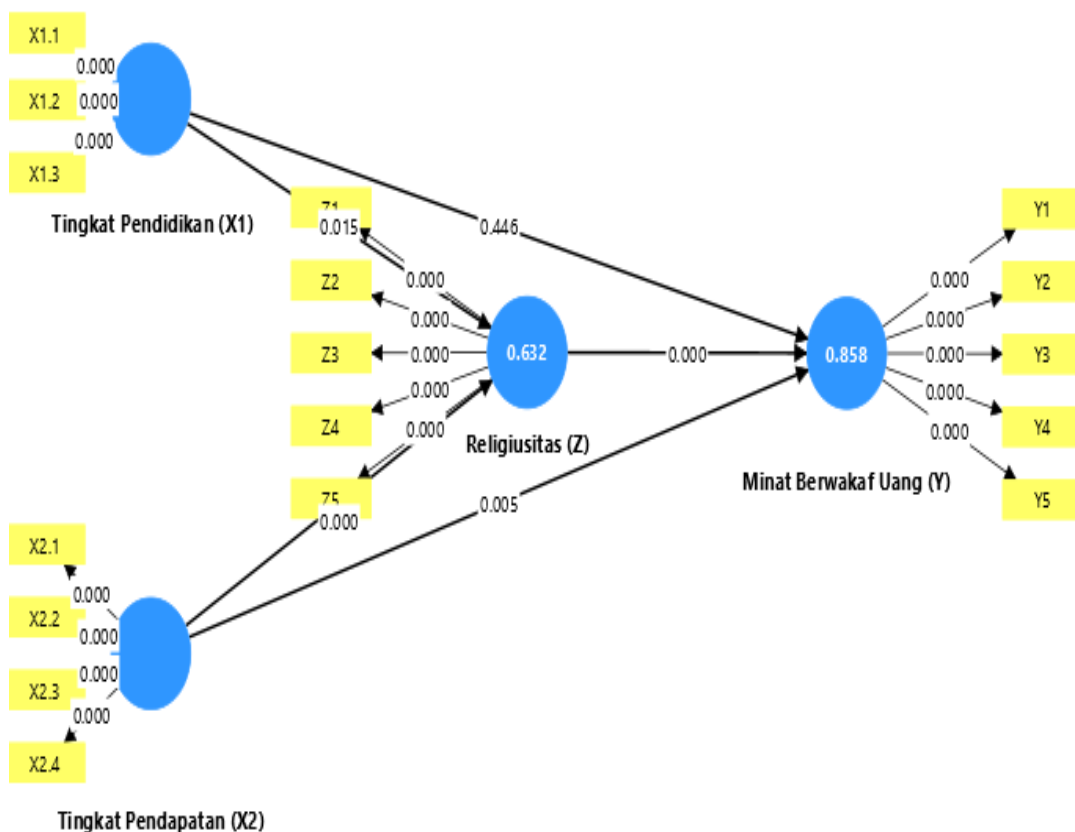 X1.1
0.000
X1.2
0.000
0.000
X1.3
Tingkat Pendidikan (X1)
Z1
0.015
0.446
Y1
0.000
0.000
Z2
Y2
0.000
0.000
Z3
0.000
0.632
0.000
0.858
0.000
Y3
0.000
0.000
Z4
0.000
0.000
Y4
Religiusitas (Z)
Minat Berwakaf Uang (Y)
Z5
0.000
0.005
Y5
X2.1
0.000
X2.2
0.000
0.000
X2.3
0.000
X2.4
Tingkat Pendapatan (X2)